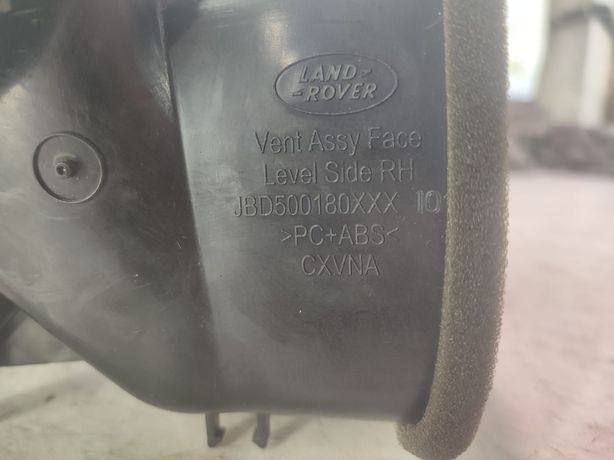 LAND
ROVER
Vent Assy Face
Level Side RH
JBD500180XXX 10
>PC+ABS<
CXVNA